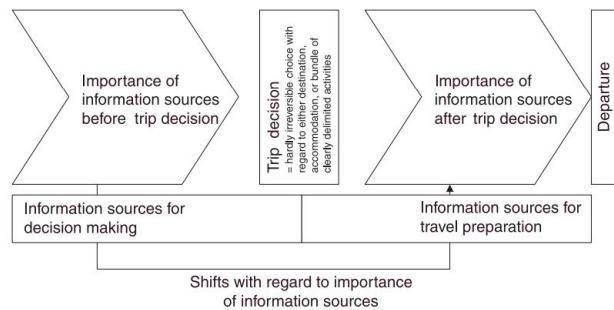 Importance of
information sources
before trip decision
Trip decision
= hardly irreversible choice with
regard to either destination,
accommodation, or bundle of
clearly delimited activities
Importance of
information sources
after trip decision
Departure
Information sources for
decision making
Information sources for
travel preparation
Shifts with regard to importance
of information sources